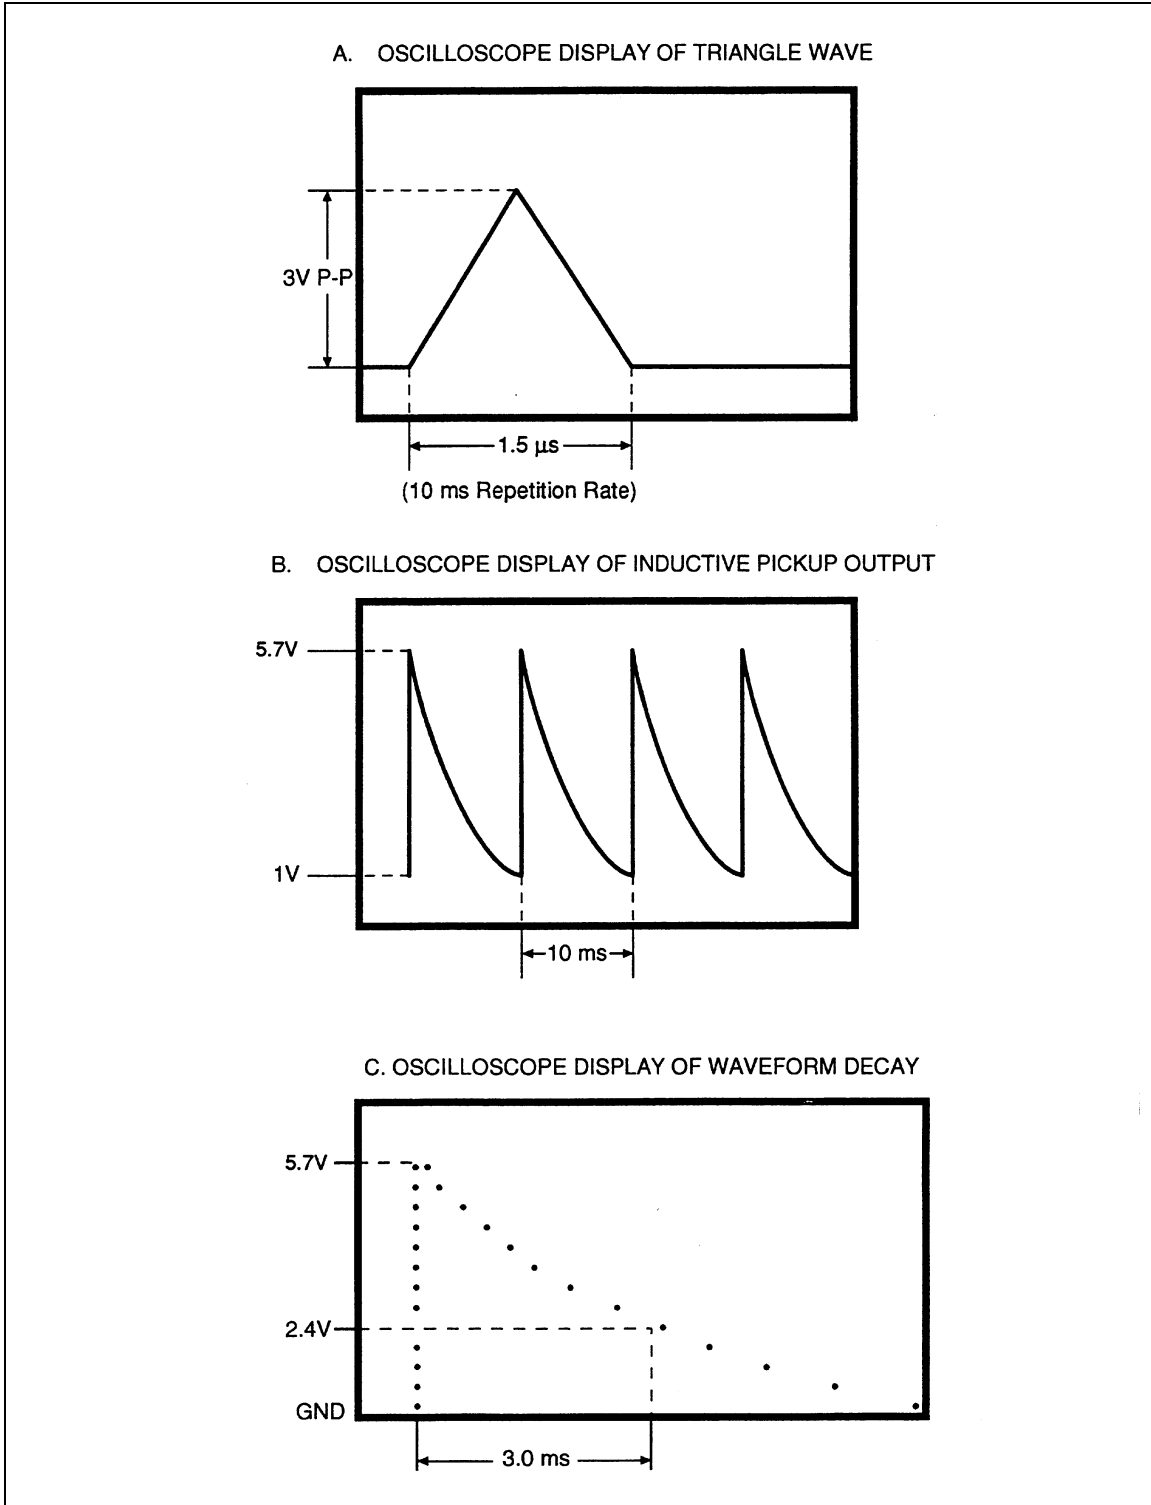 A. OSCILLOSCOPE DISPLAY OF TRIANGLE WAVE
3V P-P
1.5 µs
(10 ms Repetition Rate)
B. OSCILLOSCOPE DISPLAY OF INDUCTIVE PICKUP OUTPUT
5.7V
1V
10 ms
C. OSCILLOSCOPE DISPLAY OF WAVEFORM DECAY
5.7V
2.4V
GND
3.0 ms